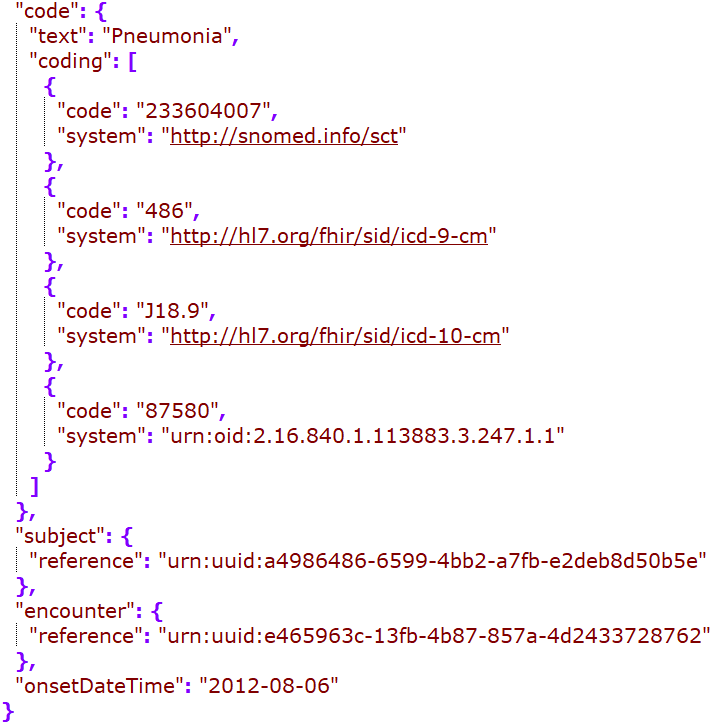 "code": {
"text": "Pneumonia",
"coding": [
{
"code": "233604007",
"system": "http://snomed.info/sct"
},
{
"code": "486",
"system": "http://hl7.org/fhir/sid/icd-9-cm"
},
{
"code": "J18.9",
"system": "http://hl7.org/fhir/sid/icd-10-cm"
},
{
"code": "87580",
"system": "urn:oid:2.16.840.1.113883.3.247.1.1"
}
]
},
"subject": {
"reference": "urn:uuid:a4986486-6599-4bb2-a7fb-e2deb8d50b5e"
},
"encounter": {
"reference": "urn:uuid:e465963c-13fb-4b87-857a-4d2433728762"
},
"onsetDateTime": "2012-08-06"
}